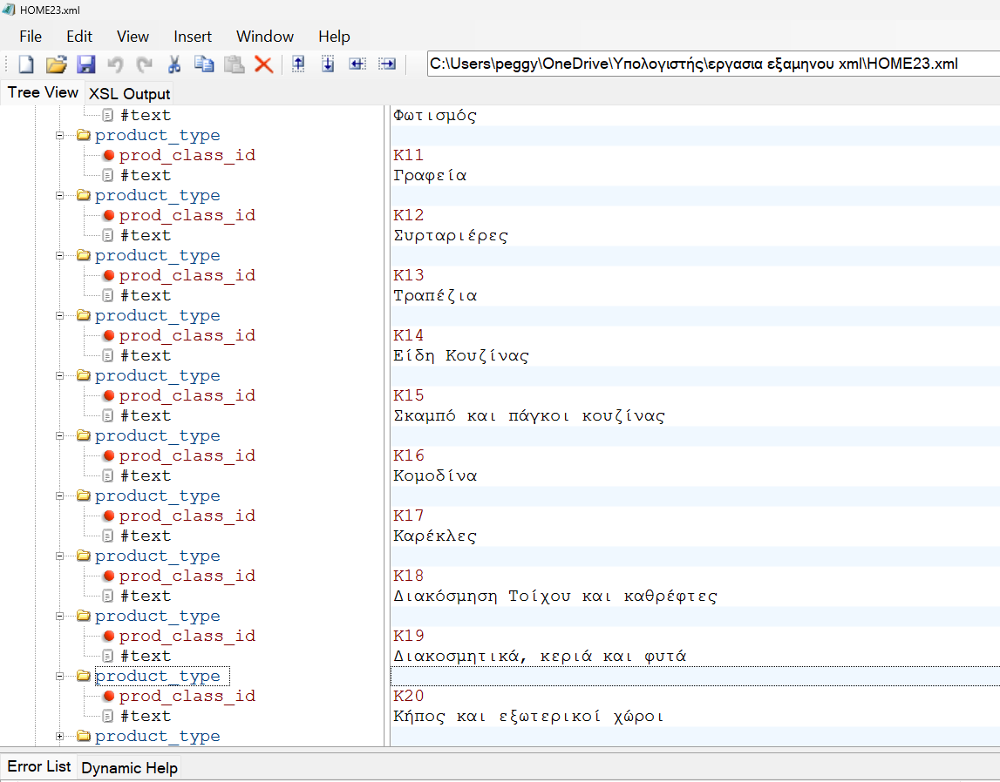 HOME23.xml
File Edit View Insert Window Help
C:\Users\peggy\OneDrive\Υπολογιστής\εργασια εξαμηνου xml\HOME23.xml
Tree View XSL Output
#text Φωτισμός
product_type
prod_class_id K11
#text Γραφεία
product_type
prod_class_id K12
#text Συρταριέρες
product_type
prod_class_id K13
#text Τραπέζια
product_type
prod_class_id K14
#text Είδη Κουζίνας
product_type
prod_class_id K15
#text Σκαμπό και πάγκοι κουζίνας
product_type
prod_class_id K16
#text Κομοδίνα
product_type
prod_class_id K17
#text Καρέκλες
product_type
prod_class_id K18
#text Διακόσμηση Τοίχου και καθρέφτες
product_type
prod_class_id K19
#text Διακοσμητικά, κεριά και φυτά
product_type
prod_class_id K20
#text Κήπος και εξωτερικοί χώροι
product_type
Error List Dynamic Help